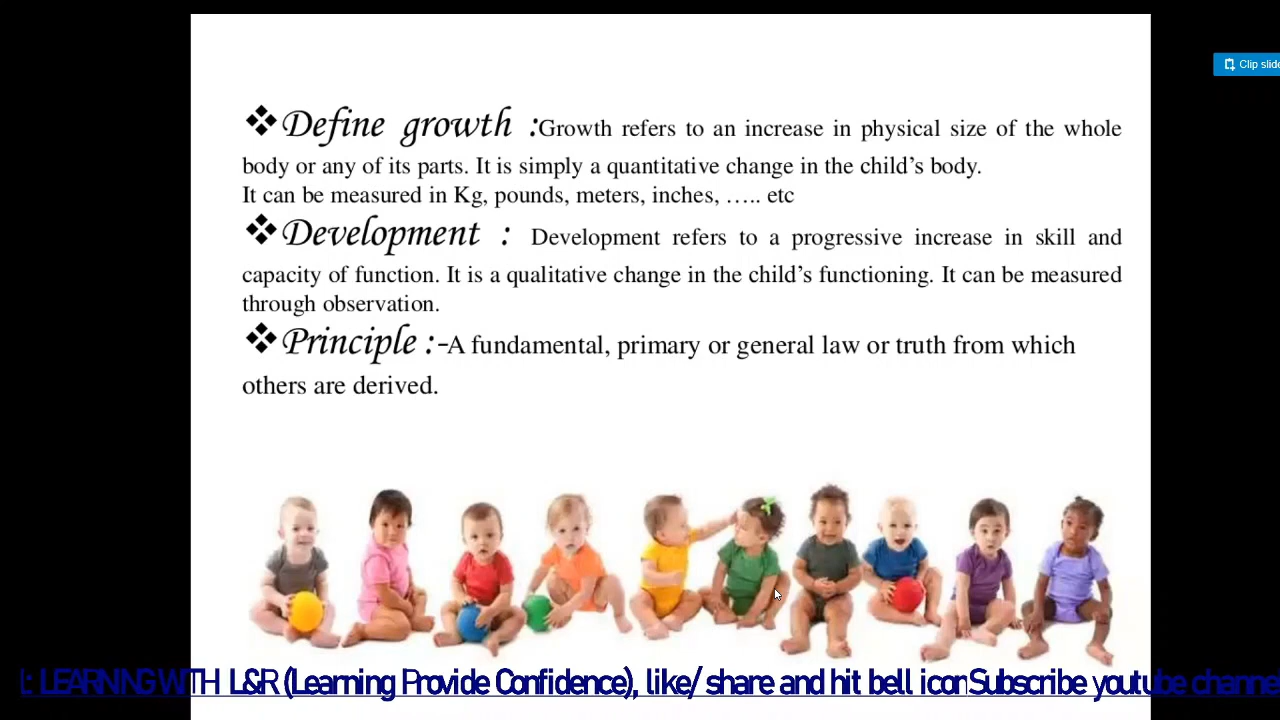 Clip slide
❖Define growth :Growth refers to an increase in physical size of the whole
body or any of its parts. It is simply a quantitative change in the child’s body.
It can be measured in Kg, pounds, meters, inches, ….. etc
❖Development : Development refers to a progressive increase in skill and
capacity of function. It is a qualitative change in the child’s functioning. It can be measured
through observation.
❖Principle :-A fundamental, primary or general law or truth from which
others are derived.
: LEARNING WITH L&R (Learning Provide Confidence), like/ share and hit bell icon Subscribe youtube channe